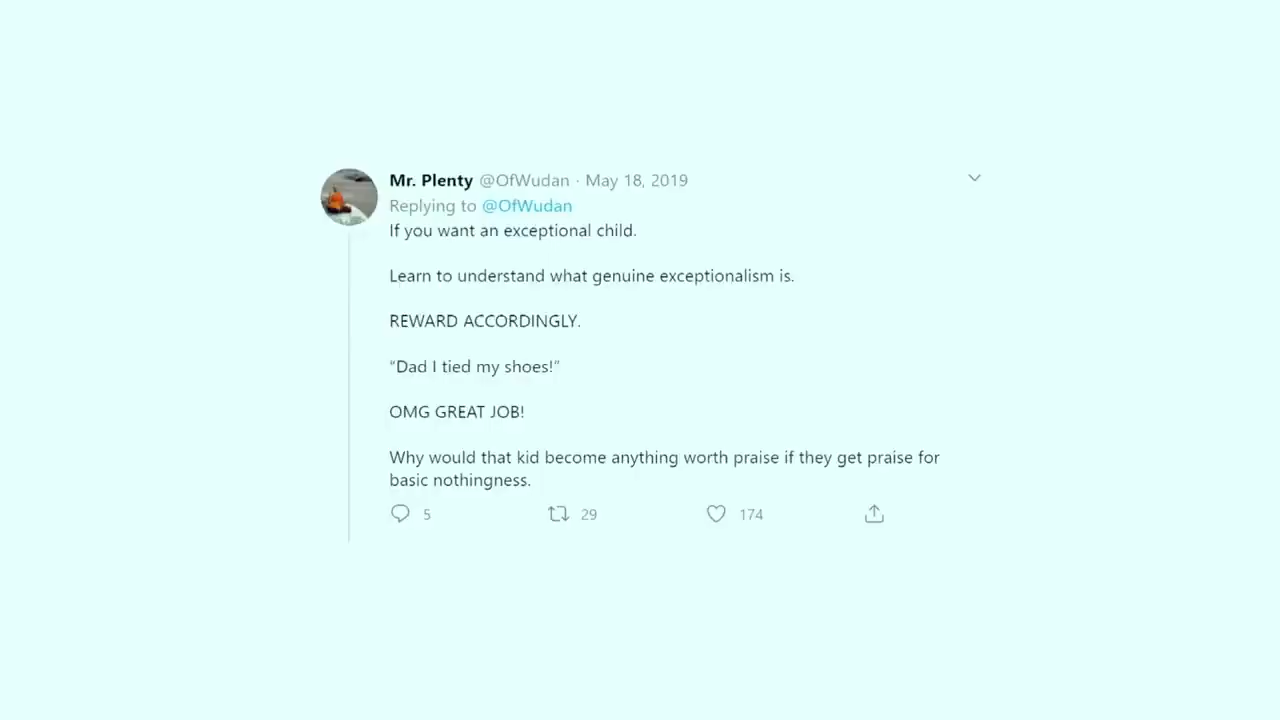 Mr. Plenty @OfWudan · May 18, 2019
Replying to @OfWudan
If you want an exceptional child.
Learn to understand what genuine exceptionalism is.
REWARD ACCORDINGLY.
“Dad I tied my shoes!”
OMG GREAT JOB!
Why would that kid become anything worth praise if they get praise for
basic nothingness.
5 29 174